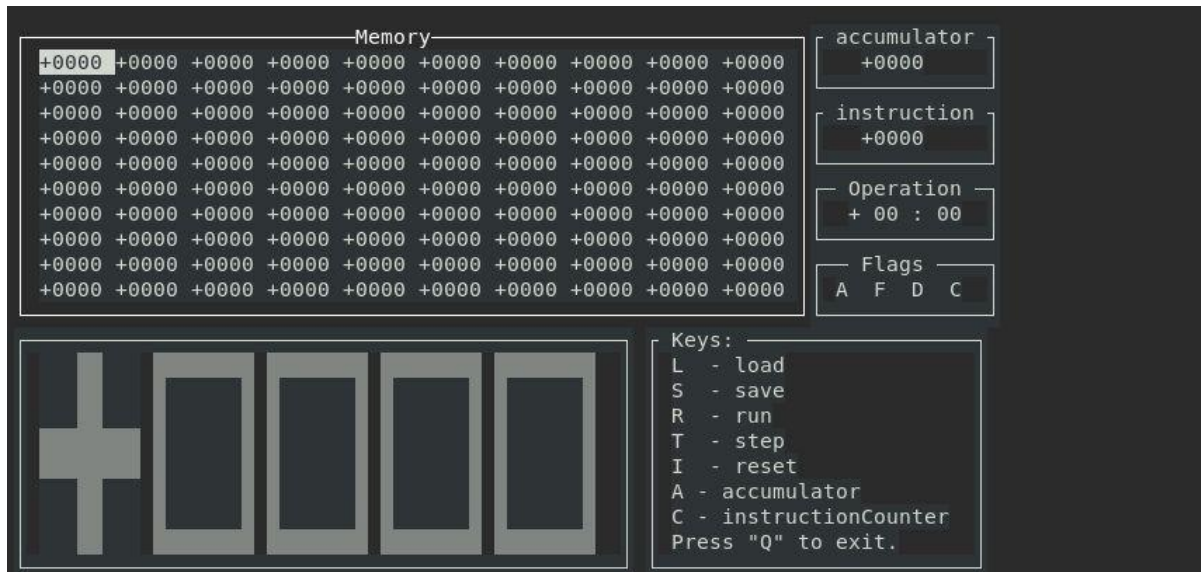 Memory
+0000 +0000 +0000 +0000 +0000 +0000 +0000 +0000 +0000 +0000
+0000 +0000 +0000 +0000 +0000 +0000 +0000 +0000 +0000 +0000
+0000 +0000 +0000 +0000 +0000 +0000 +0000 +0000 +0000 +0000
+0000 +0000 +0000 +0000 +0000 +0000 +0000 +0000 +0000 +0000
+0000 +0000 +0000 +0000 +0000 +0000 +0000 +0000 +0000 +0000
+0000 +0000 +0000 +0000 +0000 +0000 +0000 +0000 +0000 +0000
+0000 +0000 +0000 +0000 +0000 +0000 +0000 +0000 +0000 +0000
+0000 +0000 +0000 +0000 +0000 +0000 +0000 +0000 +0000 +0000
+0000 +0000 +0000 +0000 +0000 +0000 +0000 +0000 +0000 +0000
+0000 +0000 +0000 +0000 +0000 +0000 +0000 +0000 +0000 +0000
accumulator
+0000
instruction
+0000
Operation
+ 00 : 00
Flags
A F D C
+0000
Keys:
L - load
S - save
R - run
T - step
I - reset
A - accumulator
C - instructionCounter
Press "Q" to exit.